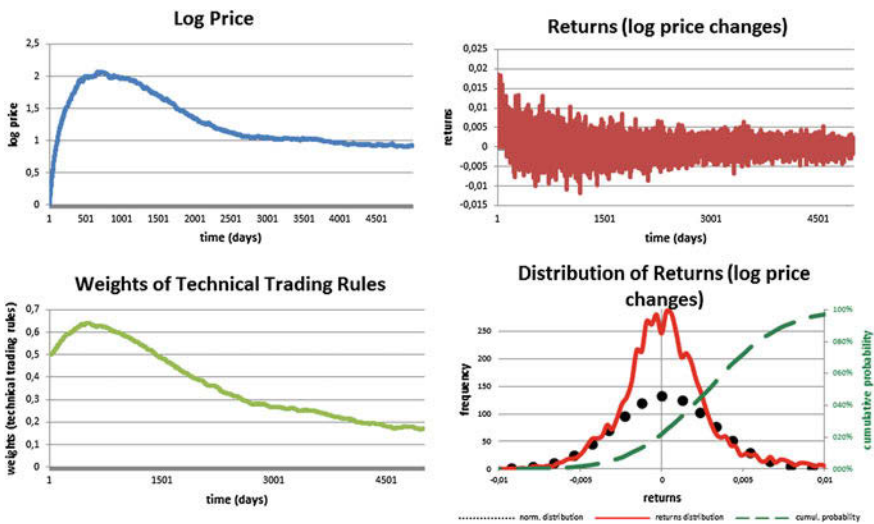 Log Price
2,5
2
1,5
1
0,5
0
log price
1 501 1001 1501 2001 2501 3001 3501 4001 4501
time (days)
Returns (log price changes)
0,025
0,02
0,015
0,01
0,005
0
-0,005
-0,01
-0,015
returns
1 1501 3001 4501
time (days)
Weights of Technical Trading Rules
0,7
0,6
0,5
0,4
0,3
0,2
0,1
0
weights (technical trading rules)
1 1501 3001 4501
time (days)
Distribution of Returns (log price
changes)
250
200
150
100
50
0
frequency
100%
080%
060%
040%
020%
000%
cumulative probability
-0,01 -0,005 0 0,005 0,01
returns
norm. distribution returns distribution cumul. probability